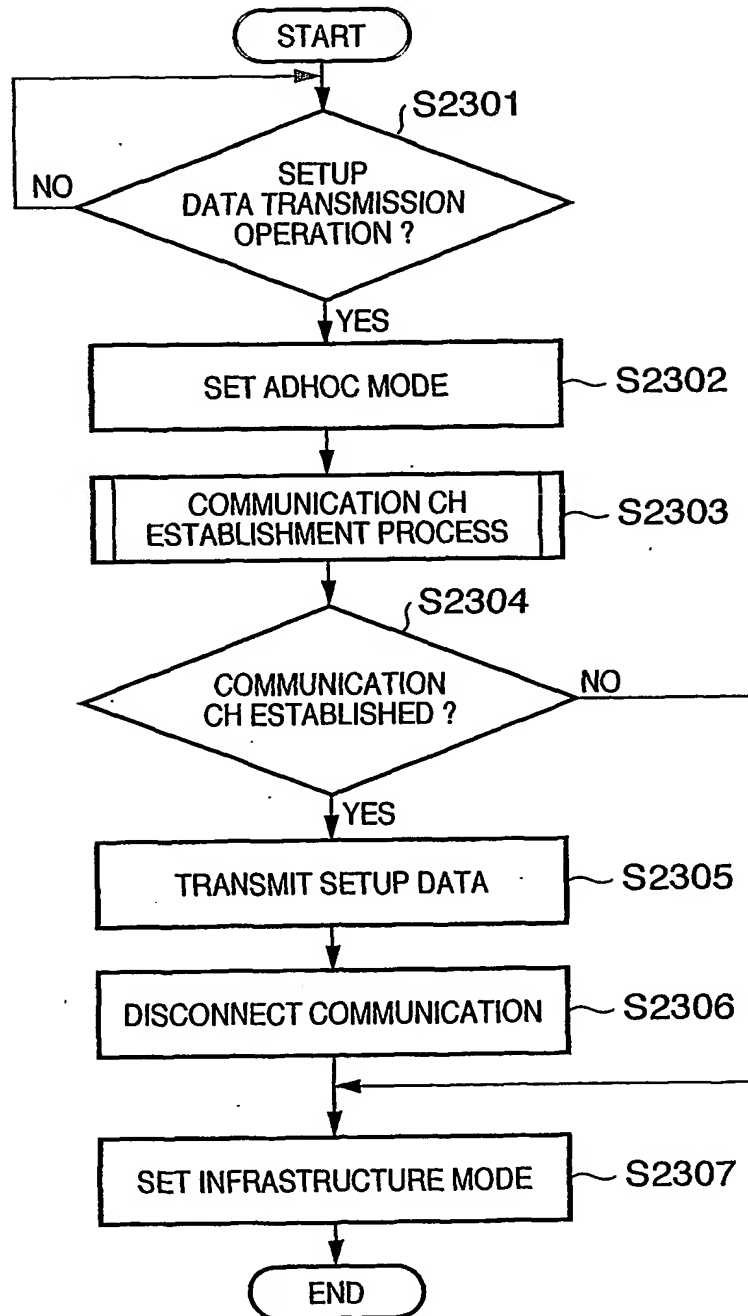 START
S2301
NO
SETUP
DATA TRANSMISSION
OPERATION ?
YES
SET ADHOC MODE
S2302
COMMUNICATION CH
ESTABLISHMENT PROCESS
S2303
S2304
COMMUNICATION
CH ESTABLISHED ?
NO
YES
TRANSMIT SETUP DATA
S2305
DISCONNECT COMMUNICATION
S2306
SET INFRASTRUCTURE MODE
S2307
END